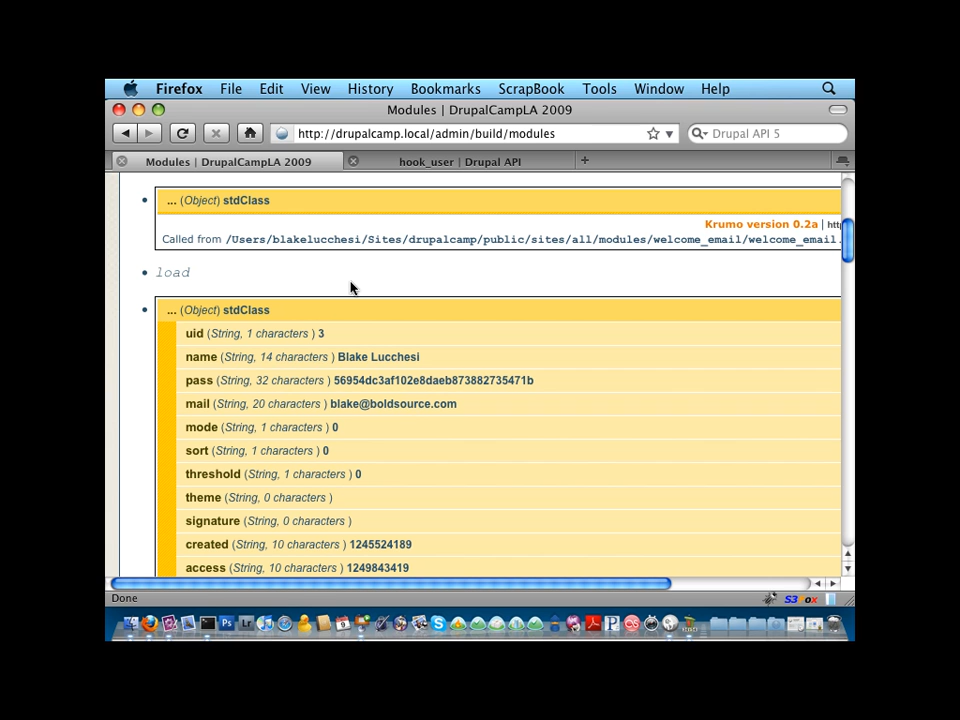 Firefox File Edit View History Bookmarks ScrapBook Tools Window Help
Modules | DrupalCampLA 2009
http://drupalcamp.local/admin/build/modules
Drupal API 5
Modules | DrupalCampLA 2009
hook_user | Drupal API
... (Object) stdClass
Krumo version 0.2a | htt
Called from /Users/blakelucchesi/Sites/drupalcamp/public/sites/all/modules/welcome_email/welcome_email.
load
... (Object) stdClass
uid (String, 1 characters ) 3
name (String, 14 characters ) Blake Lucchesi
pass (String, 32 characters ) 56954dc3af102e8daeb873882735471b
mail (String, 20 characters ) blake@boldsource.com
mode (String, 1 characters ) 0
sort (String, 1 characters ) 0
threshold (String, 1 characters ) 0
theme (String, 0 characters )
signature (String, 0 characters )
created (String, 10 characters ) 1245524189
access (String, 10 characters ) 1249843419
Done
S3Fox
Ps
Lr